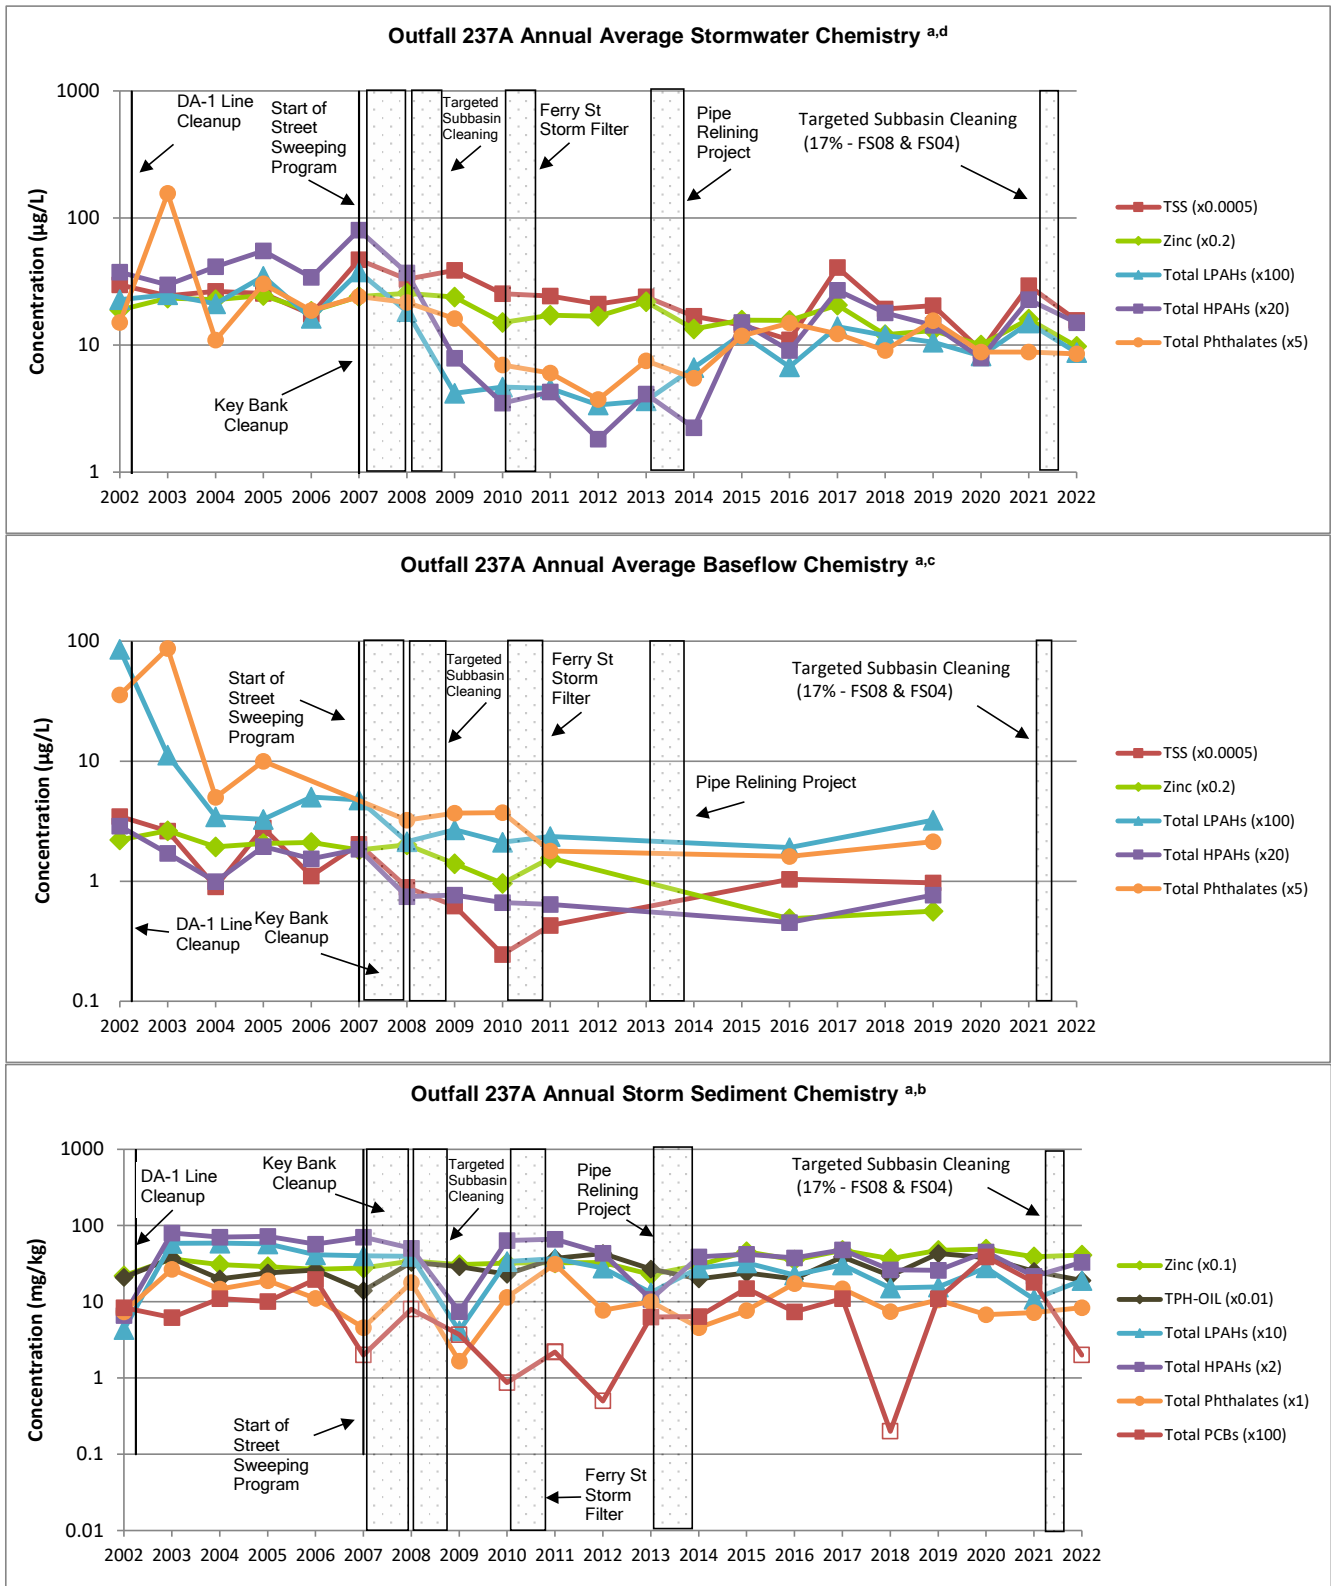 Outfall 237A Annual Average Stormwater Chemistry a,d
Concentration (µg/L)
1000
100
10
1
DA-1 Line
Cleanup
Start of
Street
Sweeping
Program
Key Bank
Cleanup
Targeted
Subbasin
Cleaning
Ferry St
Storm Filter
Pipe
Relining
Project
Targeted Subbasin Cleaning
(17% - FS08 & FS04)
2002 2003 2004 2005 2006 2007 2008 2009 2010 2011 2012 2013 2014 2015 2016 2017 2018 2019 2020 2021 2022
TSS (x0.0005)
Zinc (x0.2)
Total LPAHs (x100)
Total HPAHs (x20)
Total Phthalates (x5)
Outfall 237A Annual Average Baseflow Chemistry a,c
Concentration (µg/L)
100
10
1
0.1
Start of
Street
Sweeping
Program
Targeted
Subbasin
Cleaning
Ferry St
Storm
Filter
Targeted Subbasin Cleaning
(17% - FS08 & FS04)
Pipe Relining Project
DA-1 Line
Cleanup
Key Bank
Cleanup
2002 2003 2004 2005 2006 2007 2008 2009 2010 2011 2012 2013 2014 2015 2016 2017 2018 2019 2020 2021 2022
TSS (x0.0005)
Zinc (x0.2)
Total LPAHs (x100)
Total HPAHs (x20)
Total Phthalates (x5)
Outfall 237A Annual Storm Sediment Chemistry a,b
Concentration (mg/kg)
1000
100
10
1
0.1
0.01
DA-1 Line
Cleanup
Key Bank
Cleanup
Targeted
Subbasin
Cleaning
Pipe
Relining
Project
Targeted Subbasin Cleaning
(17% - FS08 & FS04)
Start of
Street
Sweeping
Program
Ferry St
Storm
Filter
2002 2003 2004 2005 2006 2007 2008 2009 2010 2011 2012 2013 2014 2015 2016 2017 2018 2019 2020 2021 2022
Zinc (x0.1)
TPH-OIL (x0.01)
Total LPAHs (x10)
Total HPAHs (x2)
Total Phthalates (x1)
Total PCBs (x100)